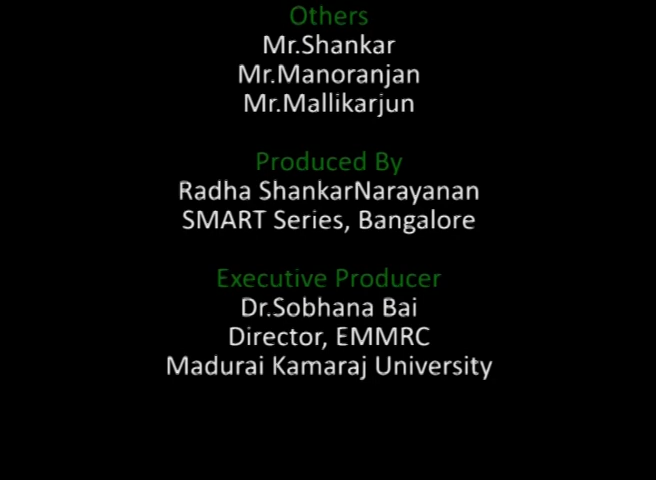 Others
Mr.Shankar
Mr.Manoranjan
Mr.Mallikarjun
Produced By
Radha ShankarNarayanan
SMART Series, Bangalore
Executive Producer
Dr.Sobhana Bai
Director, EMMRC
Madurai Kamaraj University